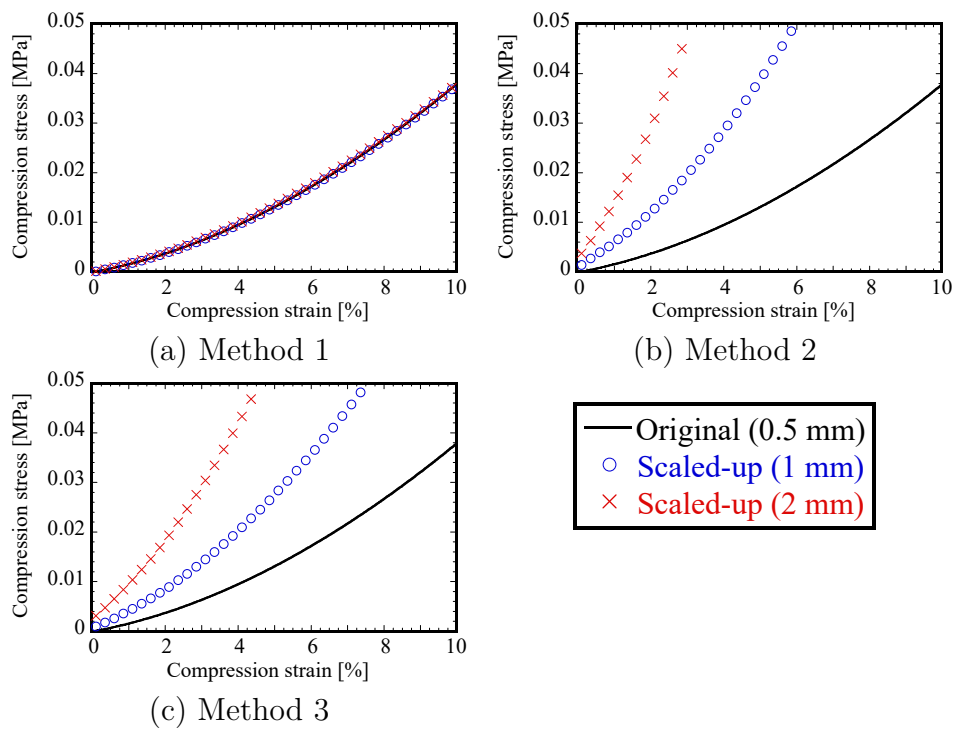 0.05
0.04
0.03
0.02
0.01
0
Compression stress [MPa]
0 2 4 6 8 10
Compression strain [%]
(a) Method 1
0.05
0.04
0.03
0.02
0.01
0
Compression stress [MPa]
0 2 4 6 8 10
Compression strain [%]
(b) Method 2
0.05
0.04
0.03
0.02
0.01
0
Compression stress [MPa]
0 2 4 6 8 10
Compression strain [%]
(c) Method 3
Original (0.5 mm)
Scaled-up (1 mm)
Scaled-up (2 mm)